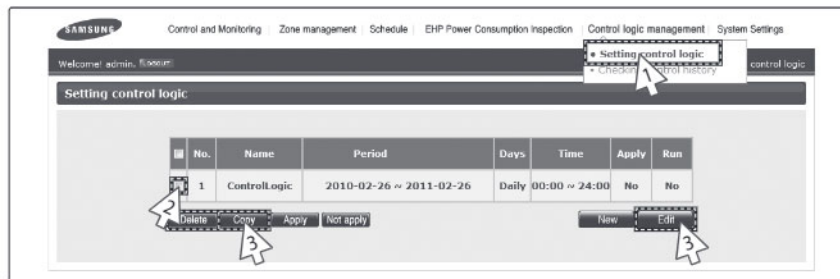 SAMSUNG Control and Monitoring Zone management Schedule EHP Power Consumption Inspection Control logic management System Settings
Welcome! admin. • Setting control logic control logic
• Checking control history
Setting control logic
No. Name Period Days Time Apply Run
1 ControlLogic 2010-02-26 ~ 2011-02-26 Daily 00:00 ~ 24:00 No No
Delete Copy Apply Not apply New Edit
1
2
3
3